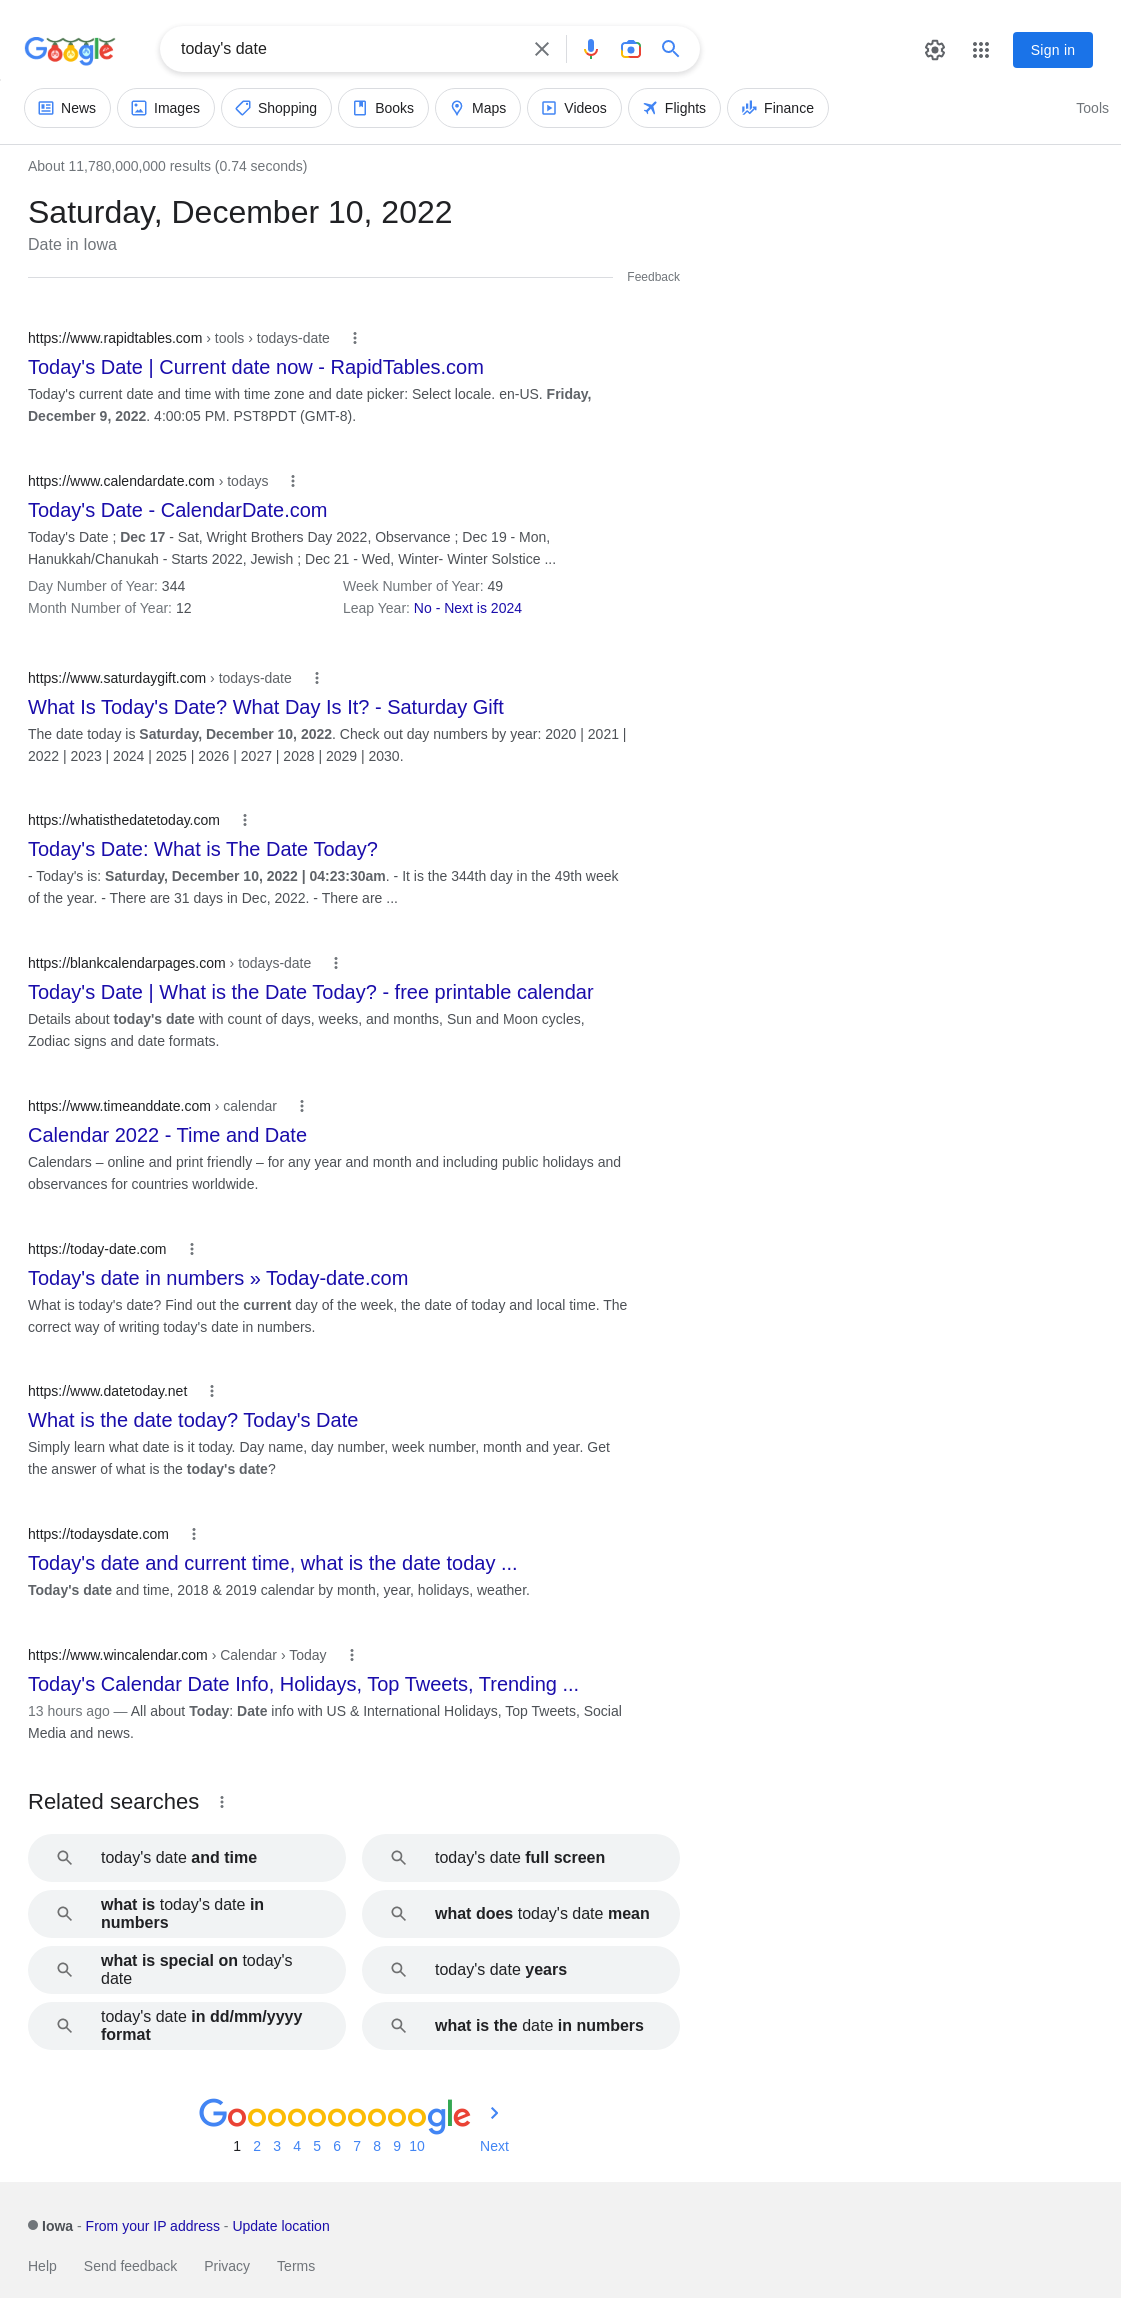 Google
today's date
Sign in
News
Images
Shopping
Books
Maps
Videos
Flights
Finance
Tools
About 11,780,000,000 results (0.74 seconds)
Saturday, December 10, 2022
Date in Iowa
Feedback
https://www.rapidtables.com › tools › todays-date
Today's Date | Current date now - RapidTables.com
Today's current date and time with time zone and date picker: Select locale. en-US. Friday,
December 9, 2022. 4:00:05 PM. PST8PDT (GMT-8).
https://www.calendardate.com › todays
Today's Date - CalendarDate.com
Today's Date ; Dec 17 - Sat, Wright Brothers Day 2022, Observance ; Dec 19 - Mon,
Hanukkah/Chanukah - Starts 2022, Jewish ; Dec 21 - Wed, Winter- Winter Solstice ...
Day Number of Year: 344
Week Number of Year: 49
Month Number of Year: 12
Leap Year: No - Next is 2024
https://www.saturdaygift.com › todays-date
What Is Today's Date? What Day Is It? - Saturday Gift
The date today is Saturday, December 10, 2022. Check out day numbers by year: 2020 | 2021 |
2022 | 2023 | 2024 | 2025 | 2026 | 2027 | 2028 | 2029 | 2030.
https://whatisthedatetoday.com
Today's Date: What is The Date Today?
- Today's is: Saturday, December 10, 2022 | 04:23:30am. - It is the 344th day in the 49th week
of the year. - There are 31 days in Dec, 2022. - There are ...
https://blankcalendarpages.com › todays-date
Today's Date | What is the Date Today? - free printable calendar
Details about today's date with count of days, weeks, and months, Sun and Moon cycles,
Zodiac signs and date formats.
https://www.timeanddate.com › calendar
Calendar 2022 - Time and Date
Calendars – online and print friendly – for any year and month and including public holidays and
observances for countries worldwide.
https://today-date.com
Today's date in numbers » Today-date.com
What is today's date? Find out the current day of the week, the date of today and local time. The
correct way of writing today's date in numbers.
https://www.datetoday.net
What is the date today? Today's Date
Simply learn what date is it today. Day name, day number, week number, month and year. Get
the answer of what is the today's date?
https://todaysdate.com
Today's date and current time, what is the date today ...
Today's date and time, 2018 & 2019 calendar by month, year, holidays, weather.
https://www.wincalendar.com › Calendar › Today
Today's Calendar Date Info, Holidays, Top Tweets, Trending ...
13 hours ago — All about Today: Date info with US & International Holidays, Top Tweets, Social
Media and news.
Related searches
today's date and time
today's date full screen
what is today's date in
numbers
what does today's date mean
what is special on today's
date
today's date years
today's date in dd/mm/yyyy
format
what is the date in numbers
Goooooooooogle
1 2 3 4 5 6 7 8 9 10 Next
Iowa - From your IP address - Update location
Help Send feedback Privacy Terms